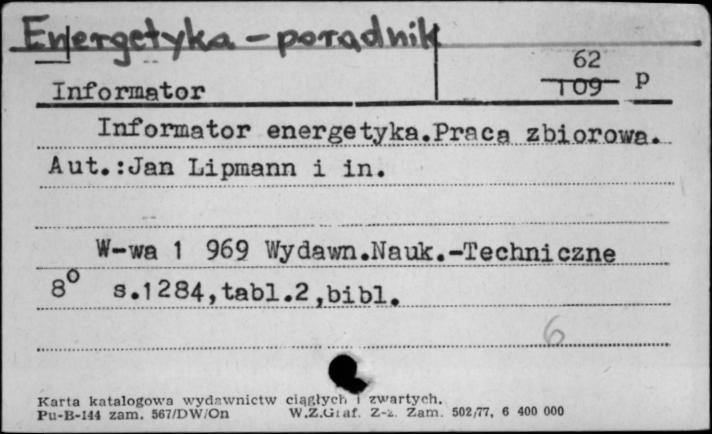 Energetyka - poradnik
62
Informator 109 p
Informator energetyka.Praca zbiorowa.
Aut.:Jan Lipmann i in.
W-wa 1 969 Wydawn.Nauk.-Techniczne
8° s.1284,tabl.2,bibl.
6
Karta katalogowa wydawnictw ciągłych i zwartych.
Pu-B-144 zam. 567/DW/On W.Z.Graf. Z-z. Zam. 502/77, 6 400 000